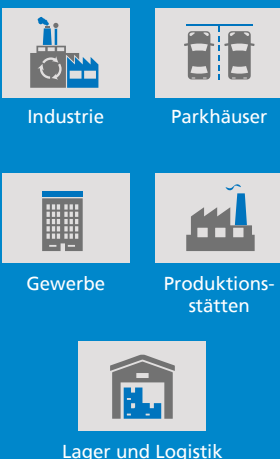 Industrie
Parkhäuser
Gewerbe
Produktions-
stätten
Lager und Logistik